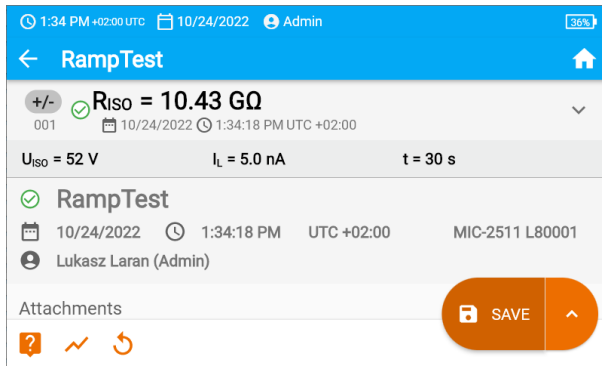 1:34 PM +02:00 UTC 10/24/2022 Admin 36%
RampTest
+/- RISO = 10.43 GΩ
001 10/24/2022 1:34:18 PM UTC +02:00
UISO = 52 V IL = 5.0 nA t = 30 s
RampTest
10/24/2022 1:34:18 PM UTC +02:00 MIC-2511 L80001
Lukasz Laran (Admin)
Attachments
SAVE
?